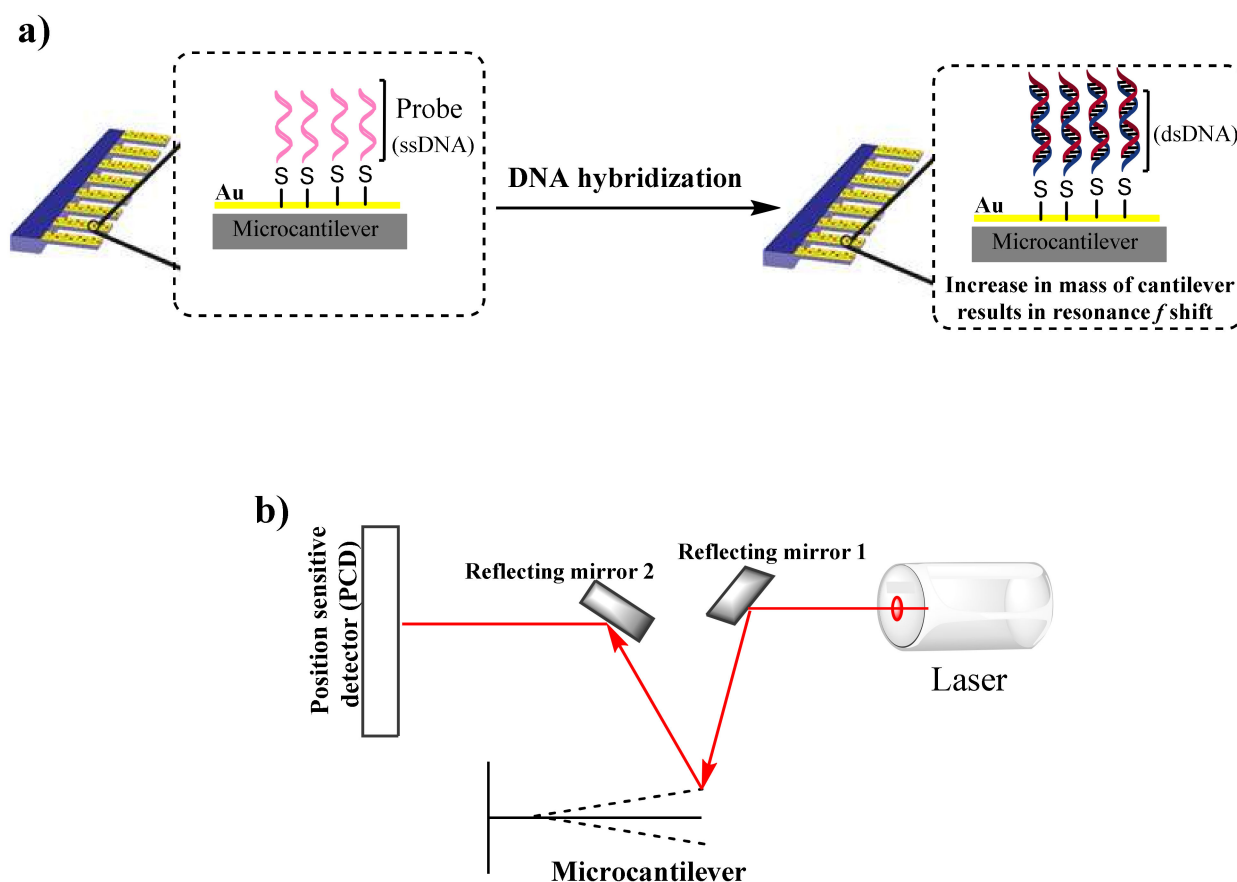 a)
Probe
(ssDNA)
S S S S
Au
Microcantilever
DNA hybridization
(dsDNA)
S S S S
Au
Microcantilever
Increase in mass of cantilever
results in resonance f shift
b)
Position sensitive
detector (PCD)
Reflecting mirror 2
Reflecting mirror 1
Laser
Microcantilever